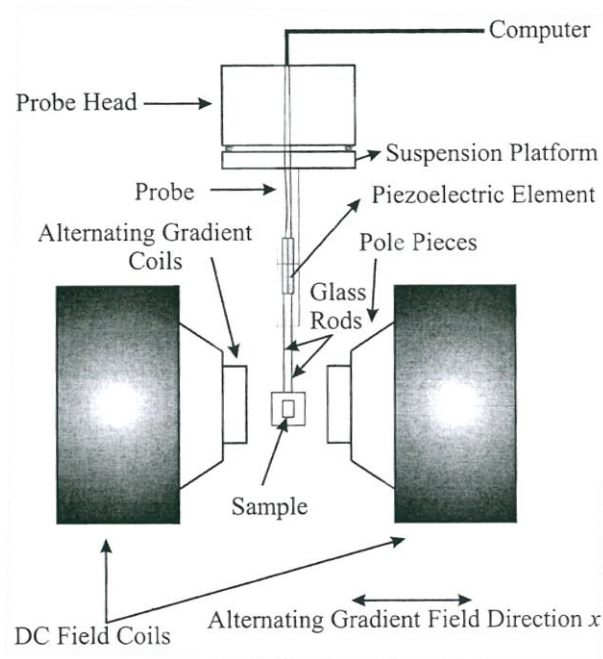 Computer
Probe Head
Suspension Platform
Probe
Piezoelectric Element
Alternating Gradient
Coils
Pole Pieces
Glass
Rods
Sample
Alternating Gradient Field Direction x
DC Field Coils